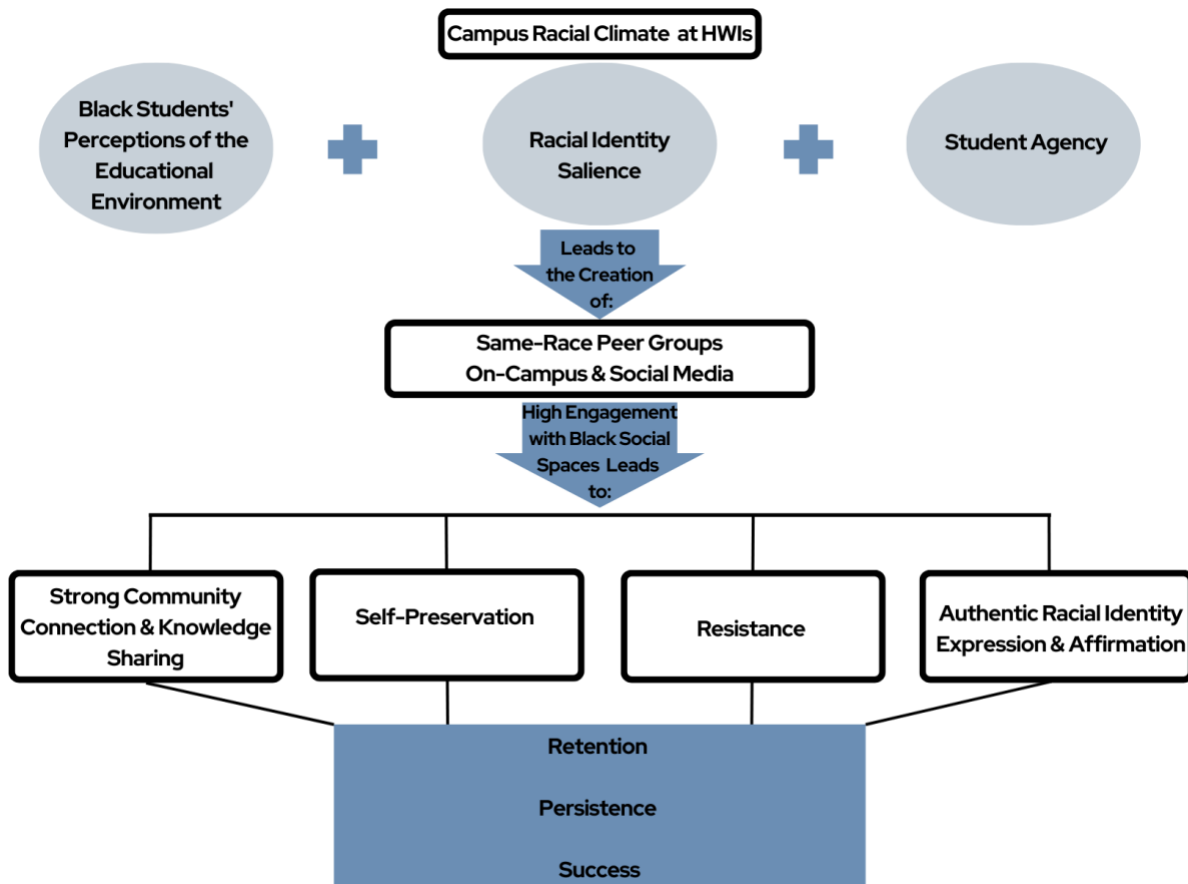 Campus Racial Climate at HWIs
Black Students'
Perceptions of the
Educational
Environment
Racial Identity
Salience
Student Agency
Leads to
the Creation
of:
Same-Race Peer Groups
On-Campus & Social Media
High Engagement
with Black Social
Spaces Leads
to:
Strong Community
Connection & Knowledge
Sharing
Self-Preservation
Resistance
Authentic Racial Identity
Expression & Affirmation
Retention
Persistence
Success